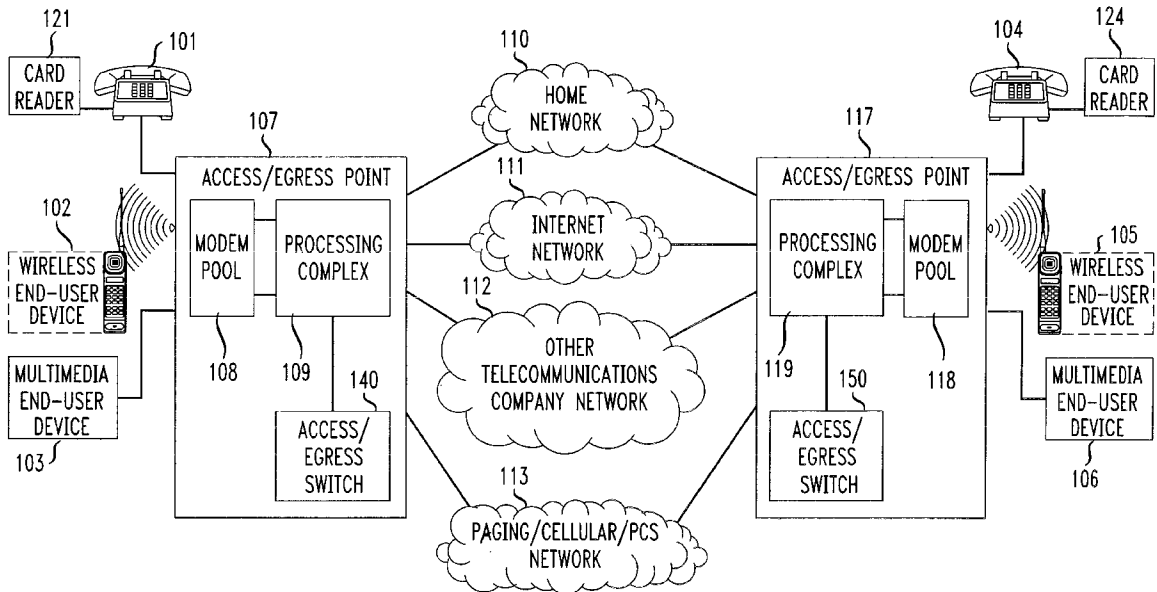 121
101
CARD
READER
110
HOME
NETWORK
104
124
CARD
READER
107
ACCESS/EGRESS POINT
111
INTERNET
NETWORK
117
ACCESS/EGRESS POINT
102
WIRELESS
END-USER
DEVICE
MODEM
POOL
PROCESSING
COMPLEX
PROCESSING
COMPLEX
MODEM
POOL
105
WIRELESS
END-USER
DEVICE
112
OTHER
TELECOMMUNICATIONS
COMPANY NETWORK
108
109
140
119
118
150
MULTIMEDIA
END-USER
DEVICE
103
ACCESS/
EGRESS
SWITCH
ACCESS/
EGRESS
SWITCH
MULTIMEDIA
END-USER
DEVICE
106
113
PAGING/CELLULAR/PCS
NETWORK